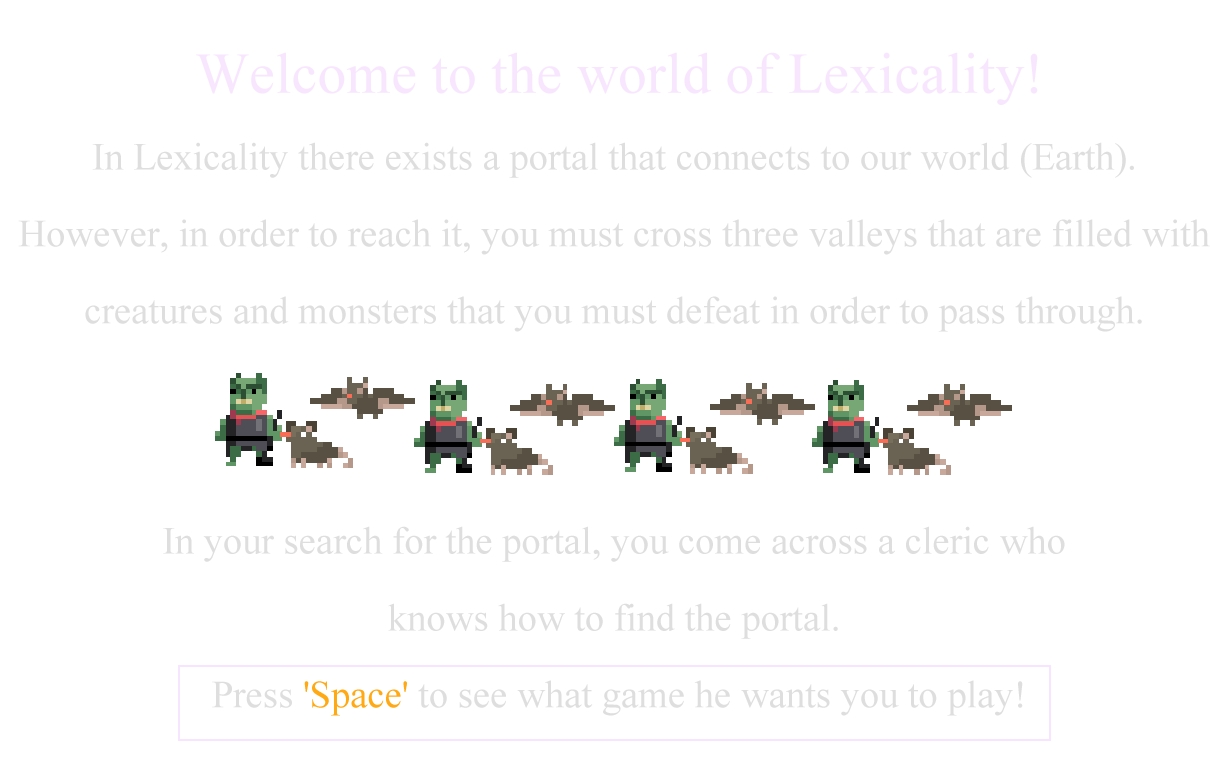 Welcome to the world of Lexicality!
In Lexicality there exists a portal that connects to our world (Earth).
However, in order to reach it, you must cross three valleys that are filled with
creatures and monsters that you must defeat in order to pass through.
In your search for the portal, you come across a cleric who
knows how to find the portal.
Press 'Space' to see what game he wants you to play!